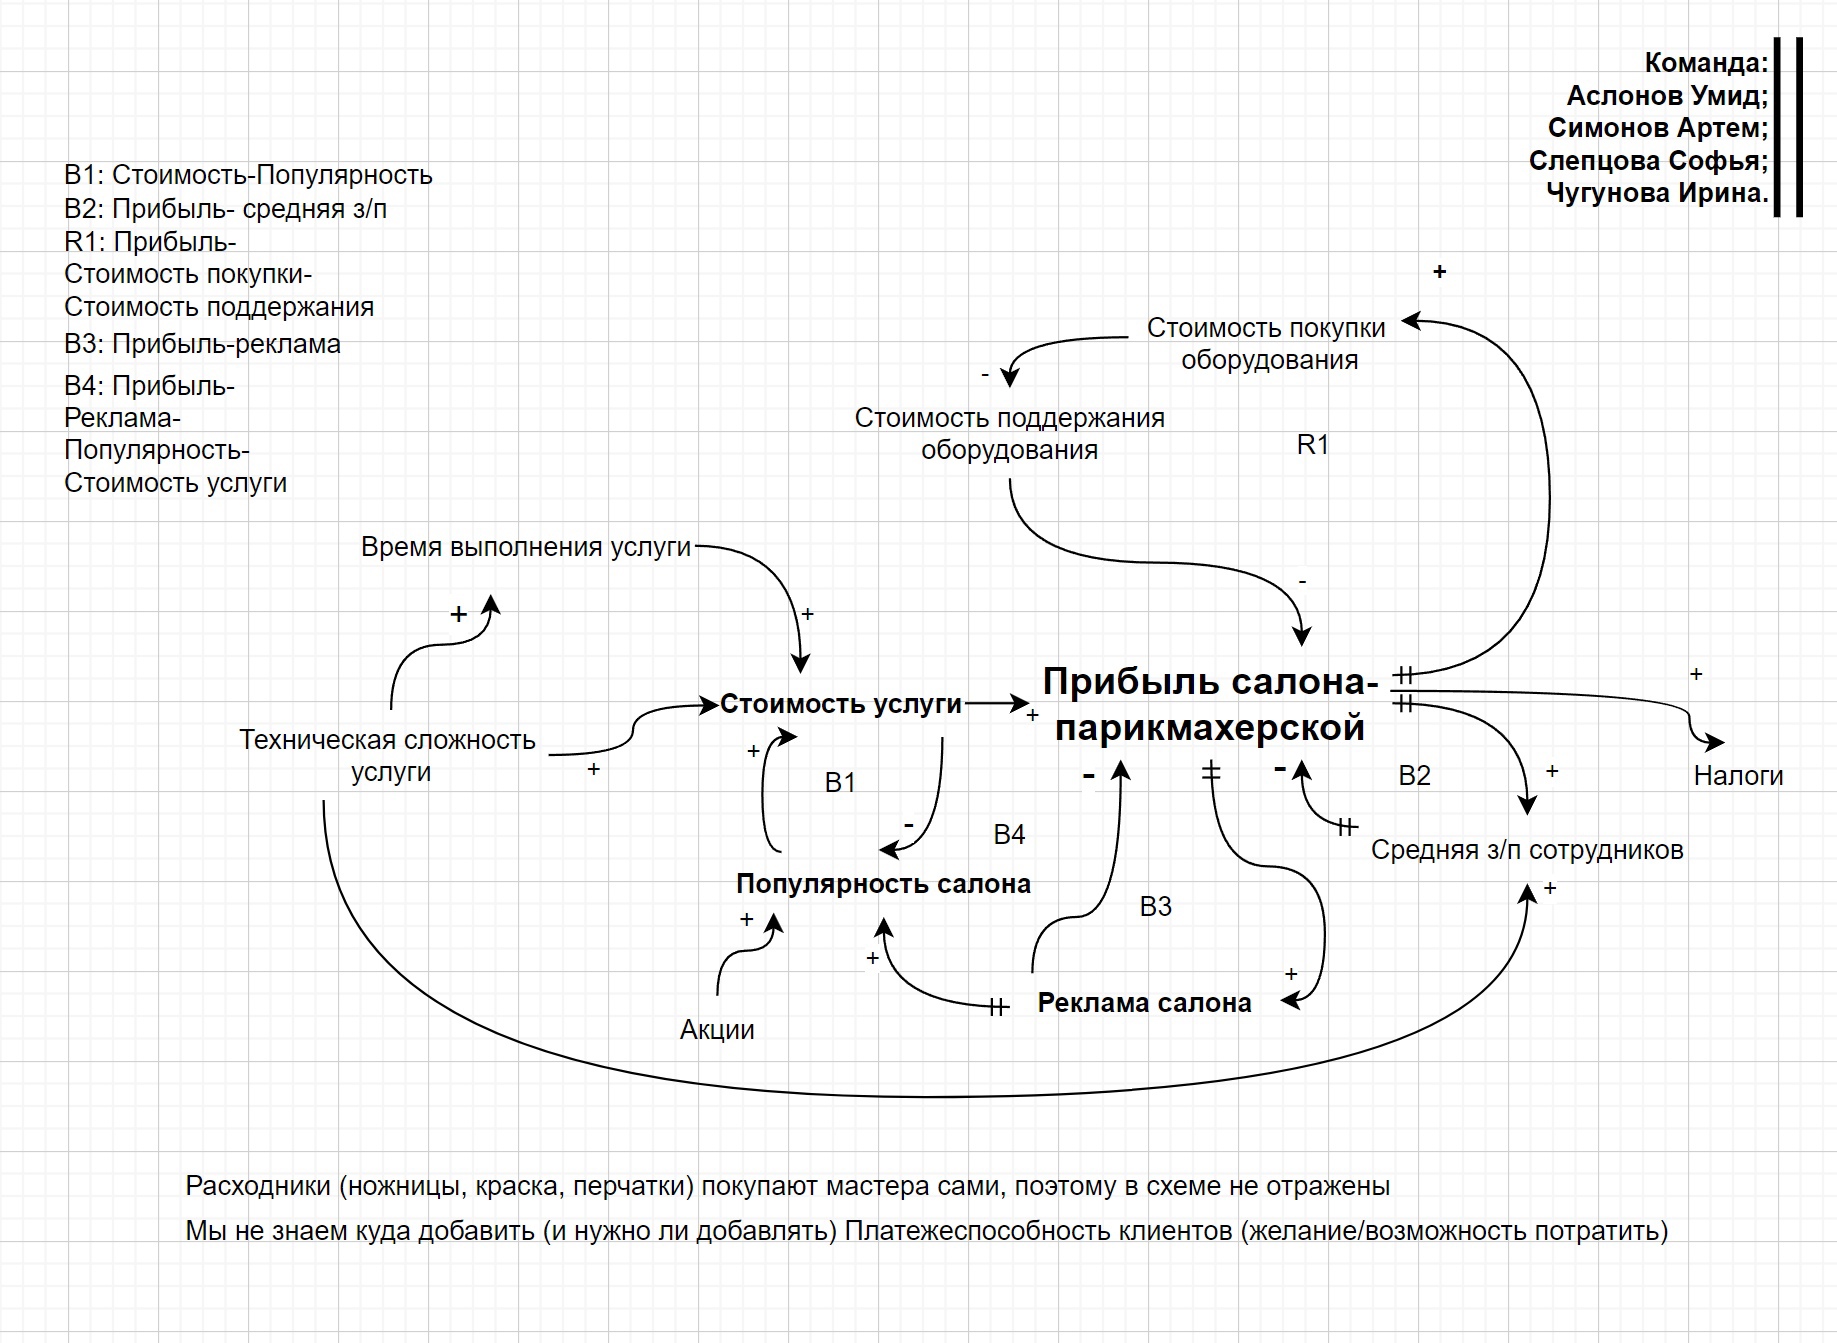 Команда:
Аслонов Умид;
Симонов Артем;
Слепцова Софья;
Чугунова Ирина.
B1: Стоимость-Популярность
B2: Прибыль- средняя з/п
R1: Прибыль-
Стоимость покупки-
Стоимость поддержания
B3: Прибыль-реклама
B4: Прибыль-
Реклама-
Популярность-
Стоимость услуги
+
Стоимость покупки
оборудования
-
Стоимость поддержания
оборудования
R1
Время выполнения услуги
-
+
+
Прибыль салона-
парикмахерской
+
Стоимость услуги
+
Техническая сложность
услуги
+
+
B1
-
B4
-
-
B2
+
Налоги
Популярность салона
Средняя з/п сотрудников
+
+
B3
+
+
Реклама салона
Акции
Расходники (ножницы, краска, перчатки) покупают мастера сами, поэтому в схеме не отражены
Мы не знаем куда добавить (и нужно ли добавлять) Платежеспособность клиентов (желание/возможность потратить)